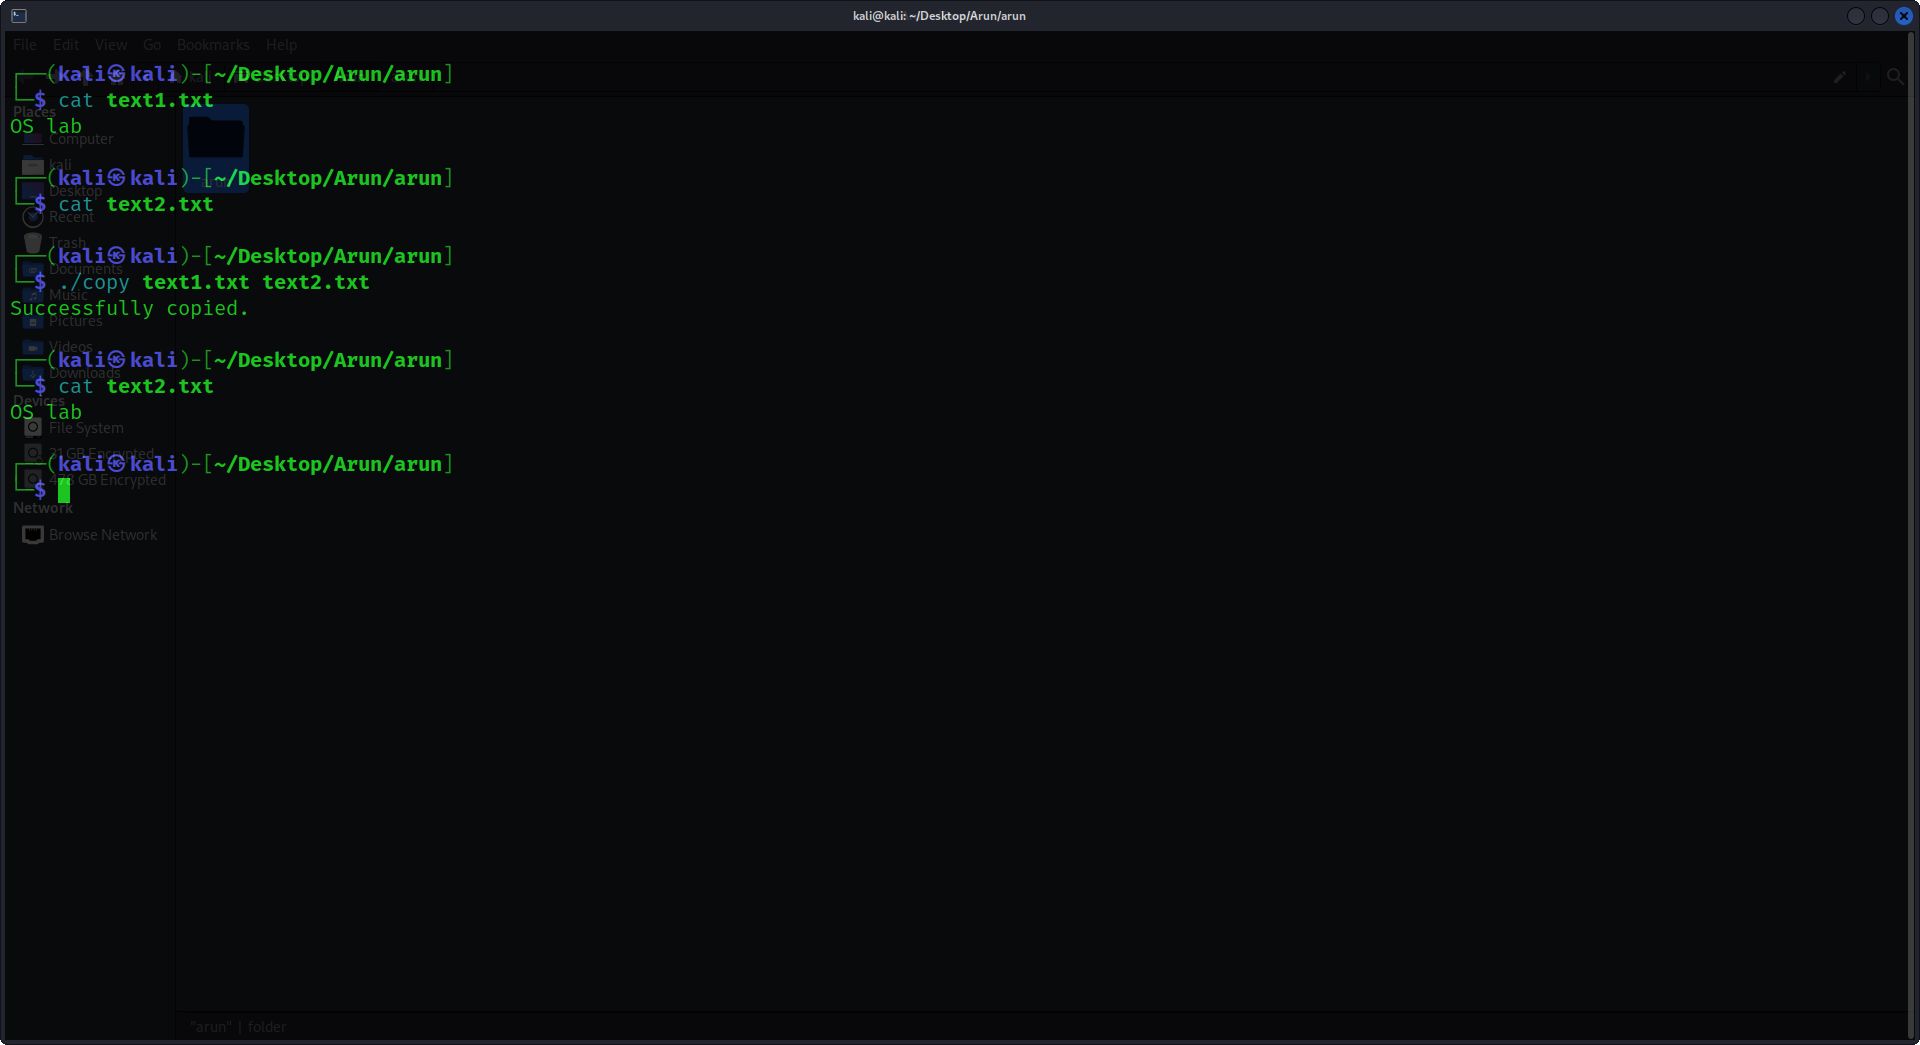 kali@kali: ~/Desktop/Arun/arun
File Edit View Go Bookmarks Help
┌──(kali㉿kali)-[~/Desktop/Arun/arun]
└─$ cat text1.txt
OS lab
┌──(kali㉿kali)-[~/Desktop/Arun/arun]
└─$ cat text2.txt
┌──(kali㉿kali)-[~/Desktop/Arun/arun]
└─$ ./copy text1.txt text2.txt
Successfully copied.
┌──(kali㉿kali)-[~/Desktop/Arun/arun]
└─$ cat text2.txt
OS lab
┌──(kali㉿kali)-[~/Desktop/Arun/arun]
└─$
Places
Computer
kali
Desktop
Recent
Trash
Documents
Music
Pictures
Videos
Downloads
Devices
File System
31 GB Encrypted
478 GB Encrypted
Network
Browse Network
"arun" | folder